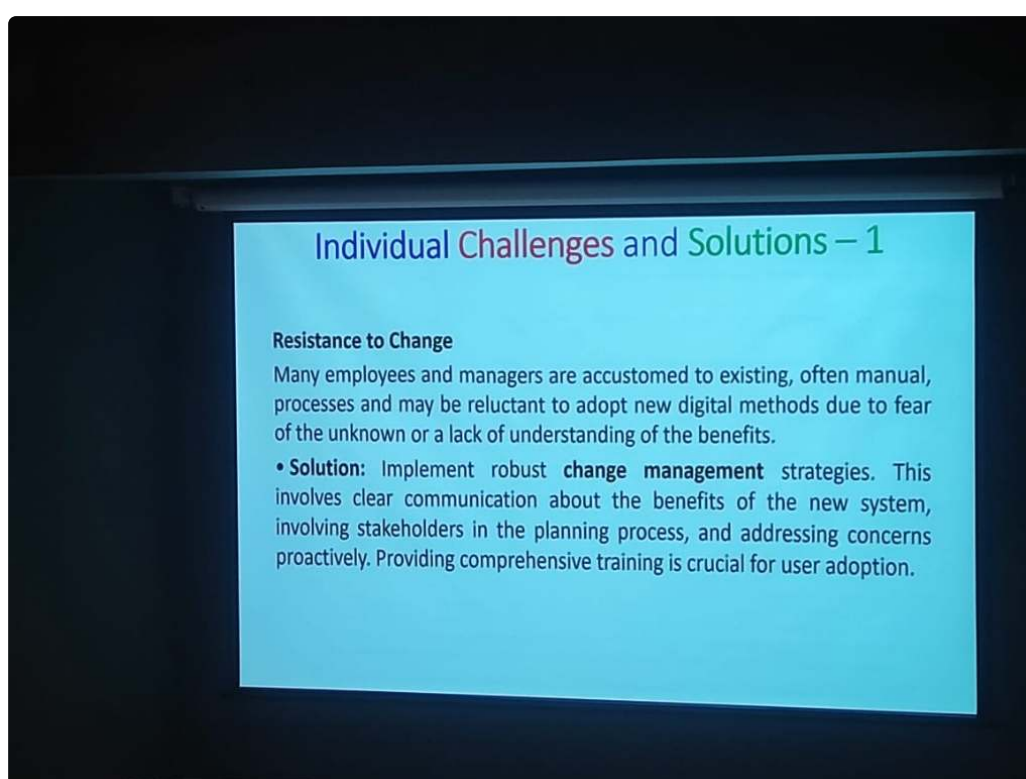 Individual Challenges and Solutions – 1
Resistance to Change
Many employees and managers are accustomed to existing, often manual,
processes and may be reluctant to adopt new digital methods due to fear
of the unknown or a lack of understanding of the benefits.
• Solution: Implement robust change management strategies. This
involves clear communication about the benefits of the new system,
involving stakeholders in the planning process, and addressing concerns
proactively. Providing comprehensive training is crucial for user adoption.